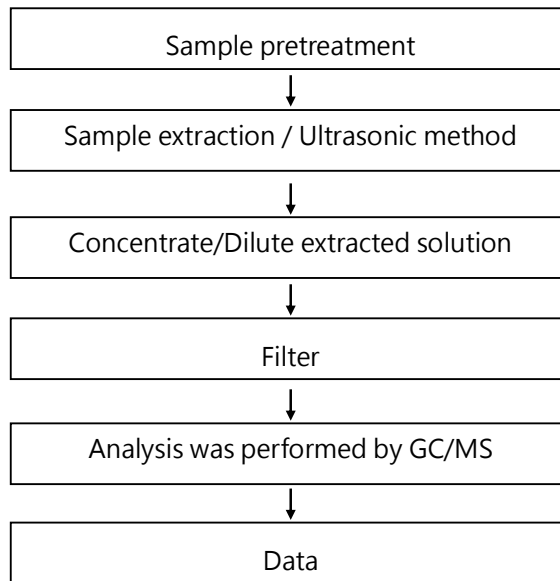 Sample pretreatment
Sample extraction / Ultrasonic method
Concentrate/Dilute extracted solution
Filter
Analysis was performed by GC/MS
Data